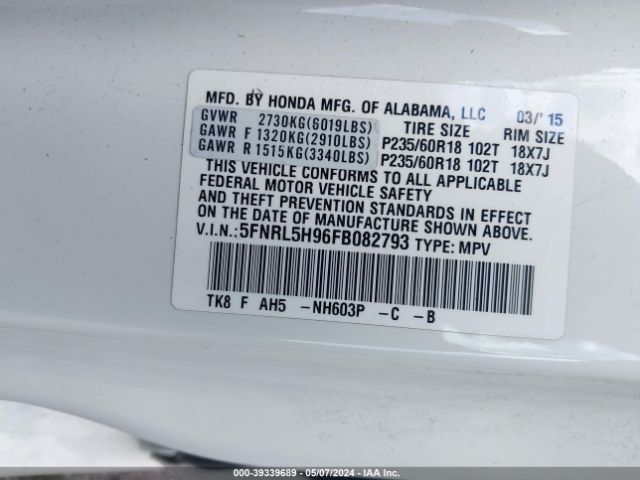 MFD. BY HONDA MFG. OF ALABAMA, LLC 03/'15
GVWR 2730KG(6019LBS) TIRE SIZE RIM SIZE
GAWR F 1320KG(2910LBS) P235/60R18 102T 18X7J
GAWR R 1515KG(3340LBS) P235/60R18 102T 18X7J
THIS VEHICLE CONFORMS TO ALL APPLICABLE
FEDERAL MOTOR VEHICLE SAFETY
AND THEFT PREVENTION STANDARDS IN EFFECT
ON THE DATE OF MANUFACTURE SHOWN ABOVE.
V.I.N.:5FNRL5H96FB082793 TYPE: MPV
TK8 F AH5 -NH603P -C -B
000-39339689 - 05/07/2024 - IAA Inc.